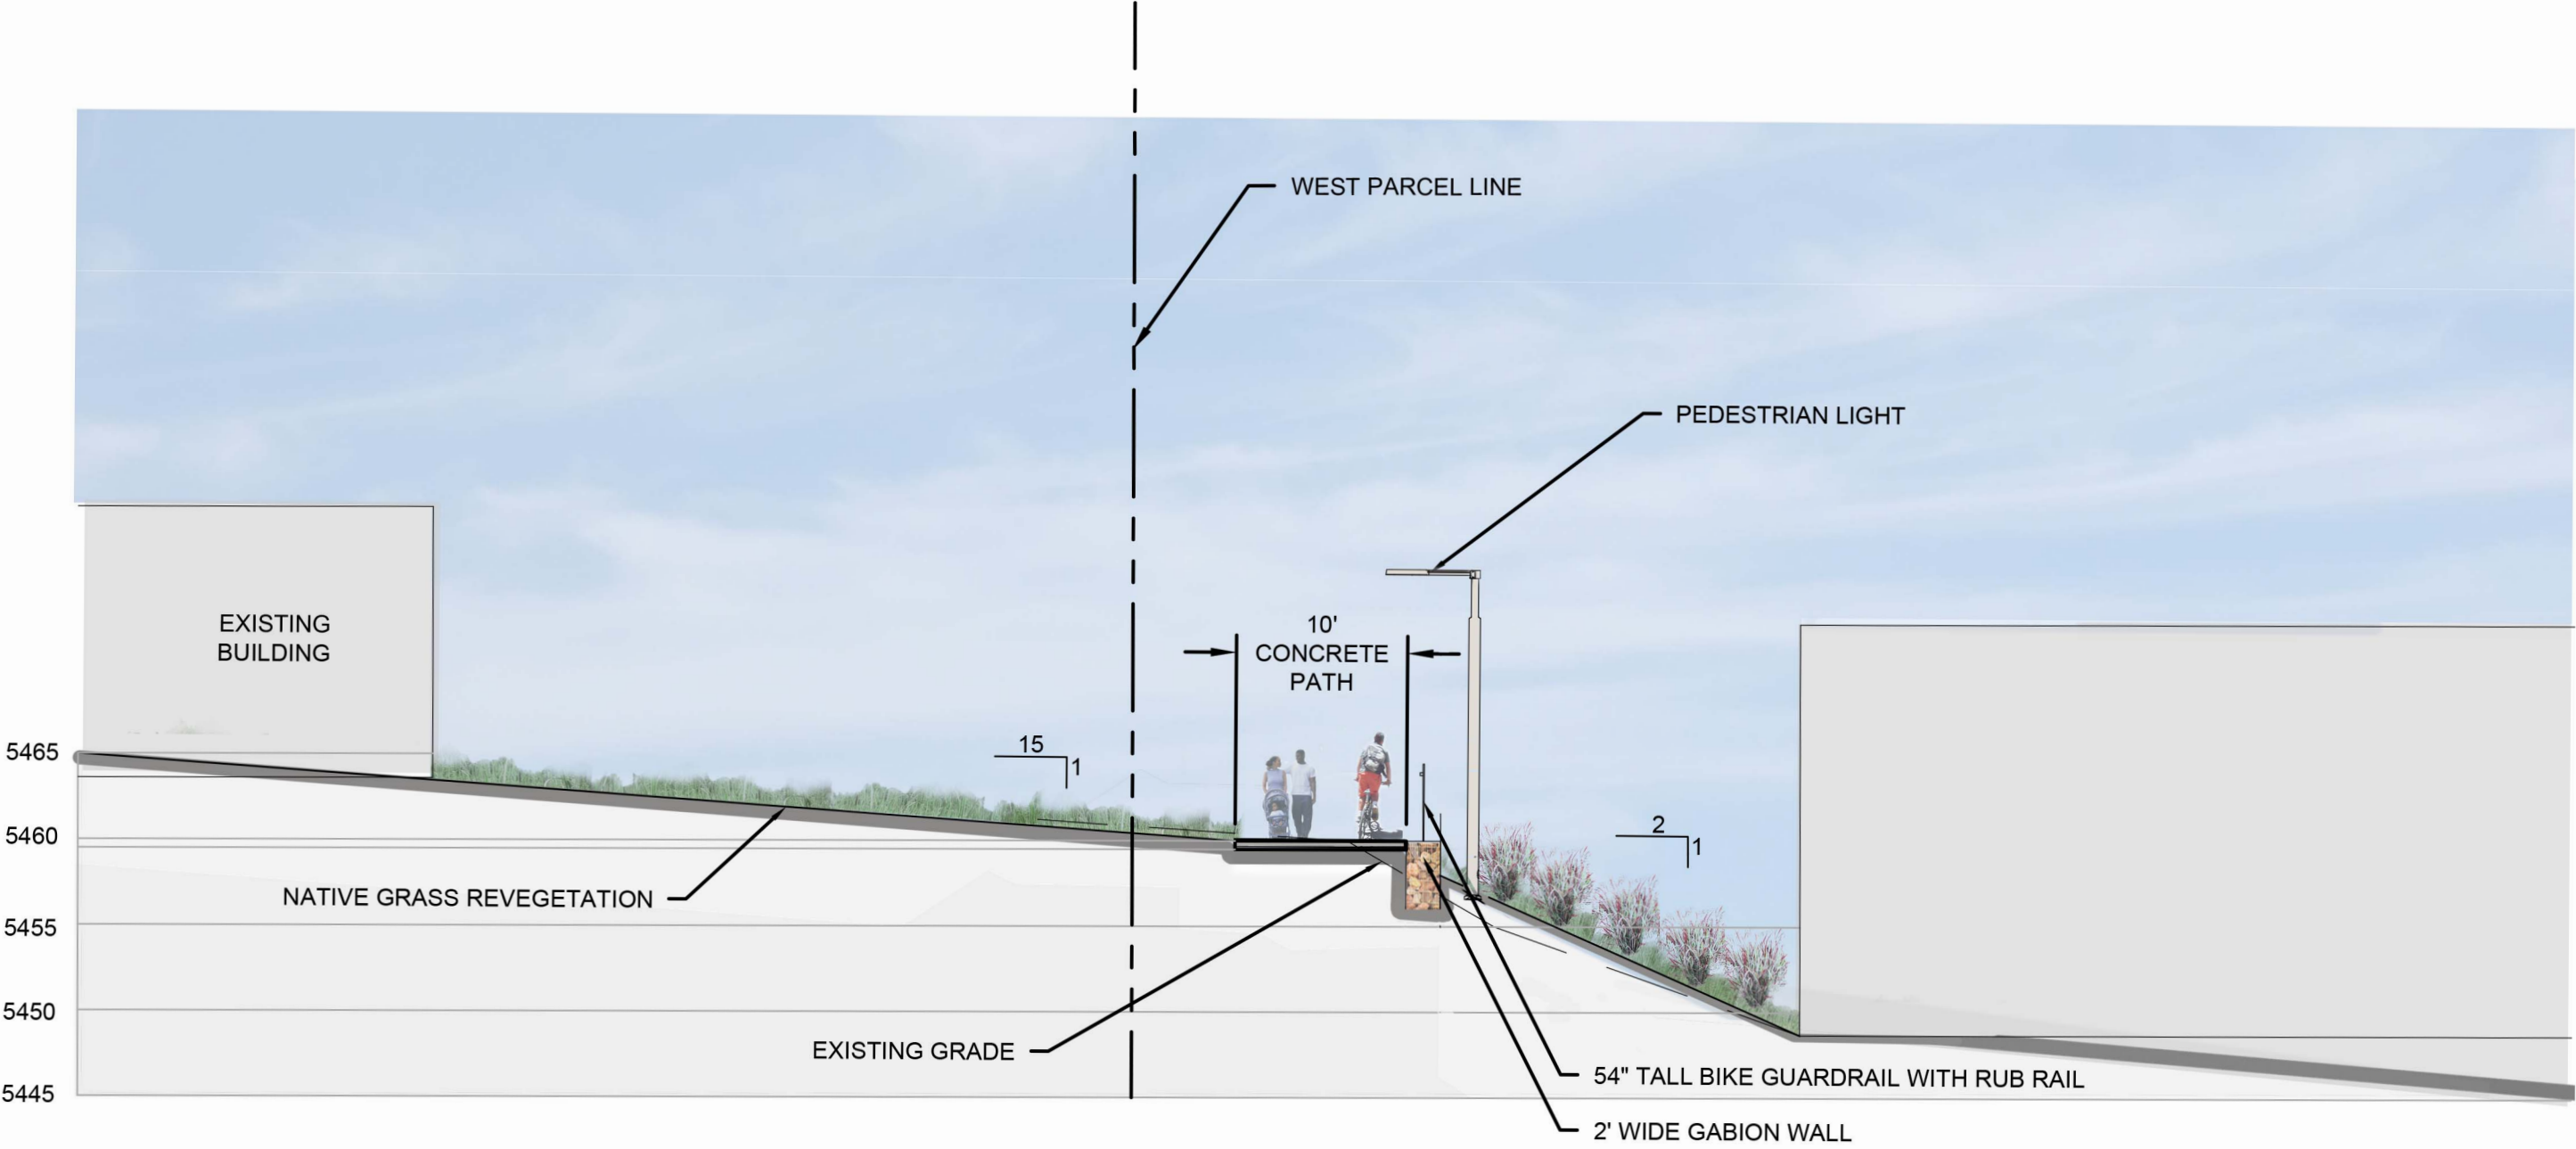 WEST PARCEL LINE
PEDESTRIAN LIGHT
EXISTING
BUILDING
10'
CONCRETE
PATH
15
1
2
1
5465
5460
5455
5450
5445
NATIVE GRASS REVEGETATION
EXISTING GRADE
54" TALL BIKE GUARDRAIL WITH RUB RAIL
2' WIDE GABION WALL